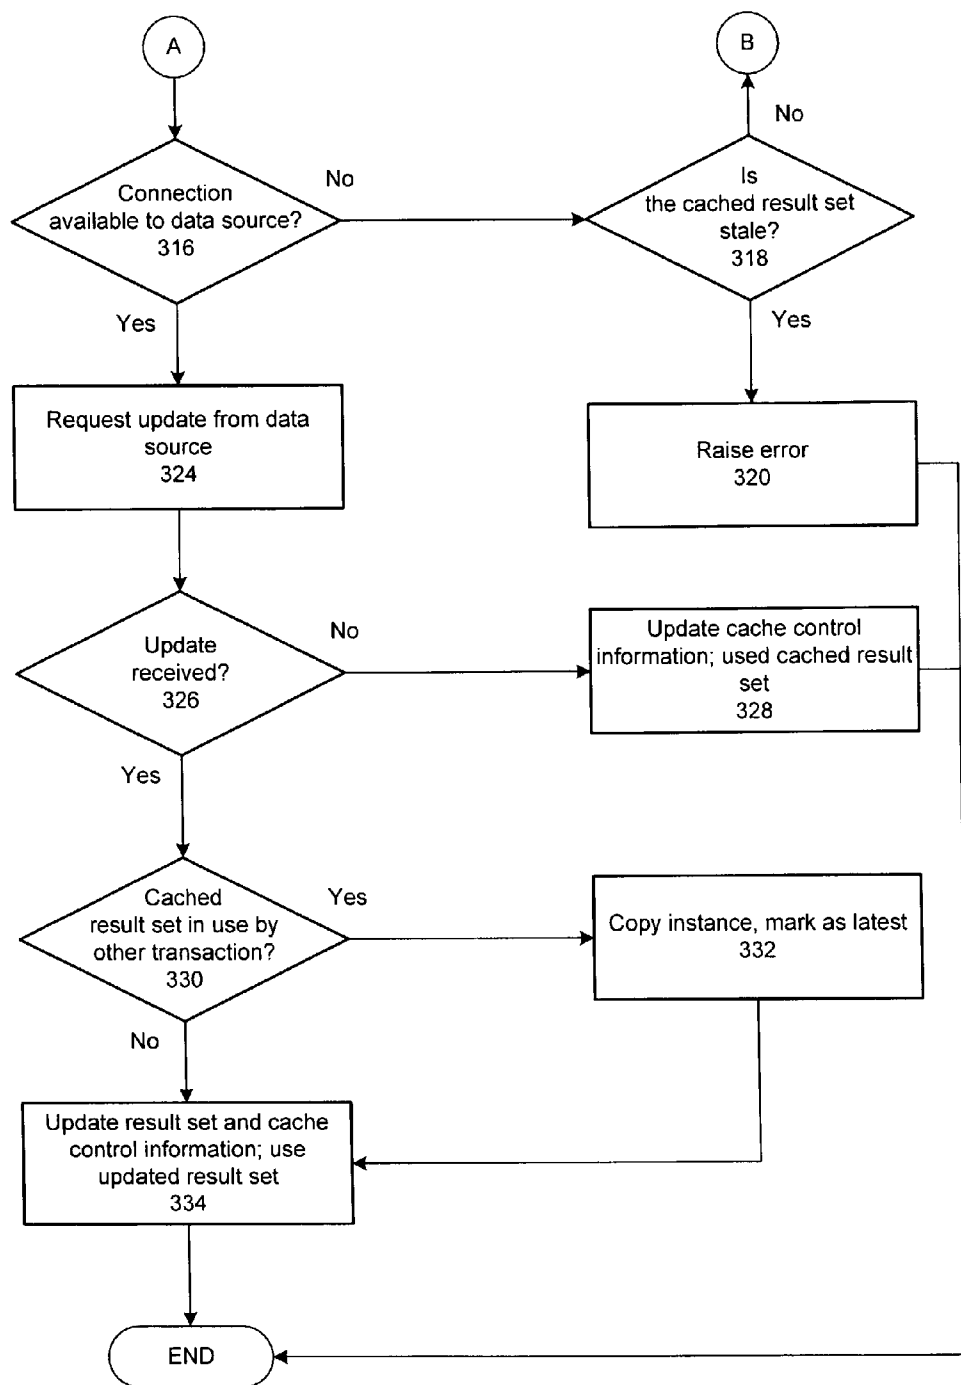 A
B
No
Connection
available to data source?
316
No
Is
the cached result set
stale?
318
Yes
Yes
Request update from data
source
324
Raise error
320
Update
received?
326
No
Update cache control
information; used cached result
set
328
Yes
Cached
result set in use by
other transaction?
330
Yes
Copy instance, mark as latest
332
No
Update result set and cache
control information; use
updated result set
334
END